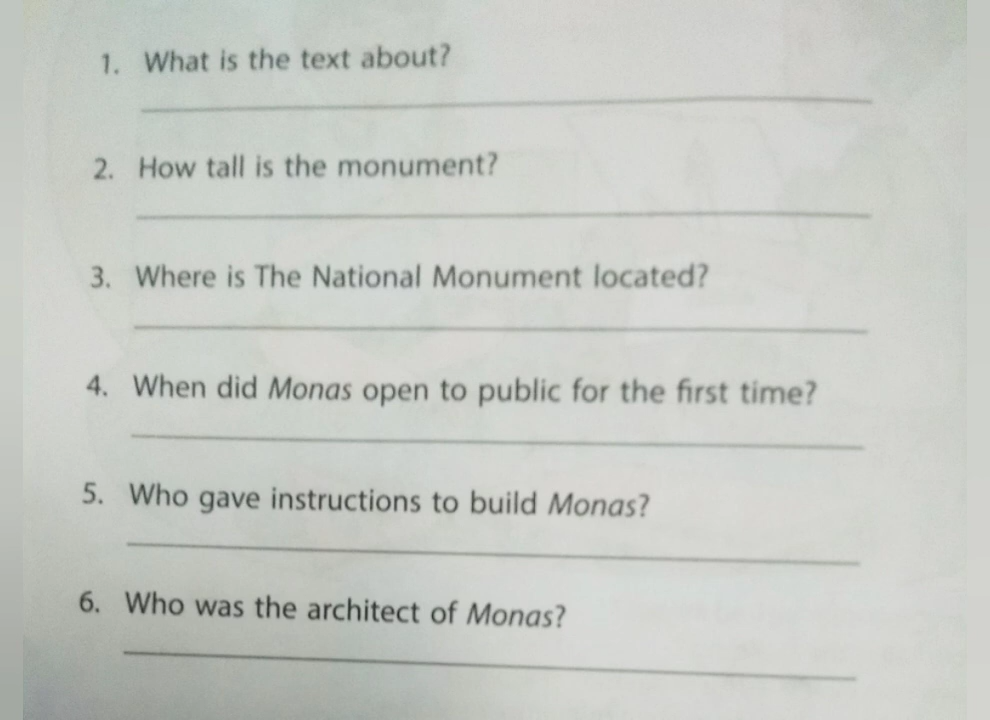 1. What is the text about?
2. How tall is the monument?
3. Where is The National Monument located?
4. When did Monas open to public for the first time?
5. Who gave instructions to build Monas?
6. Who was the architect of Monas?